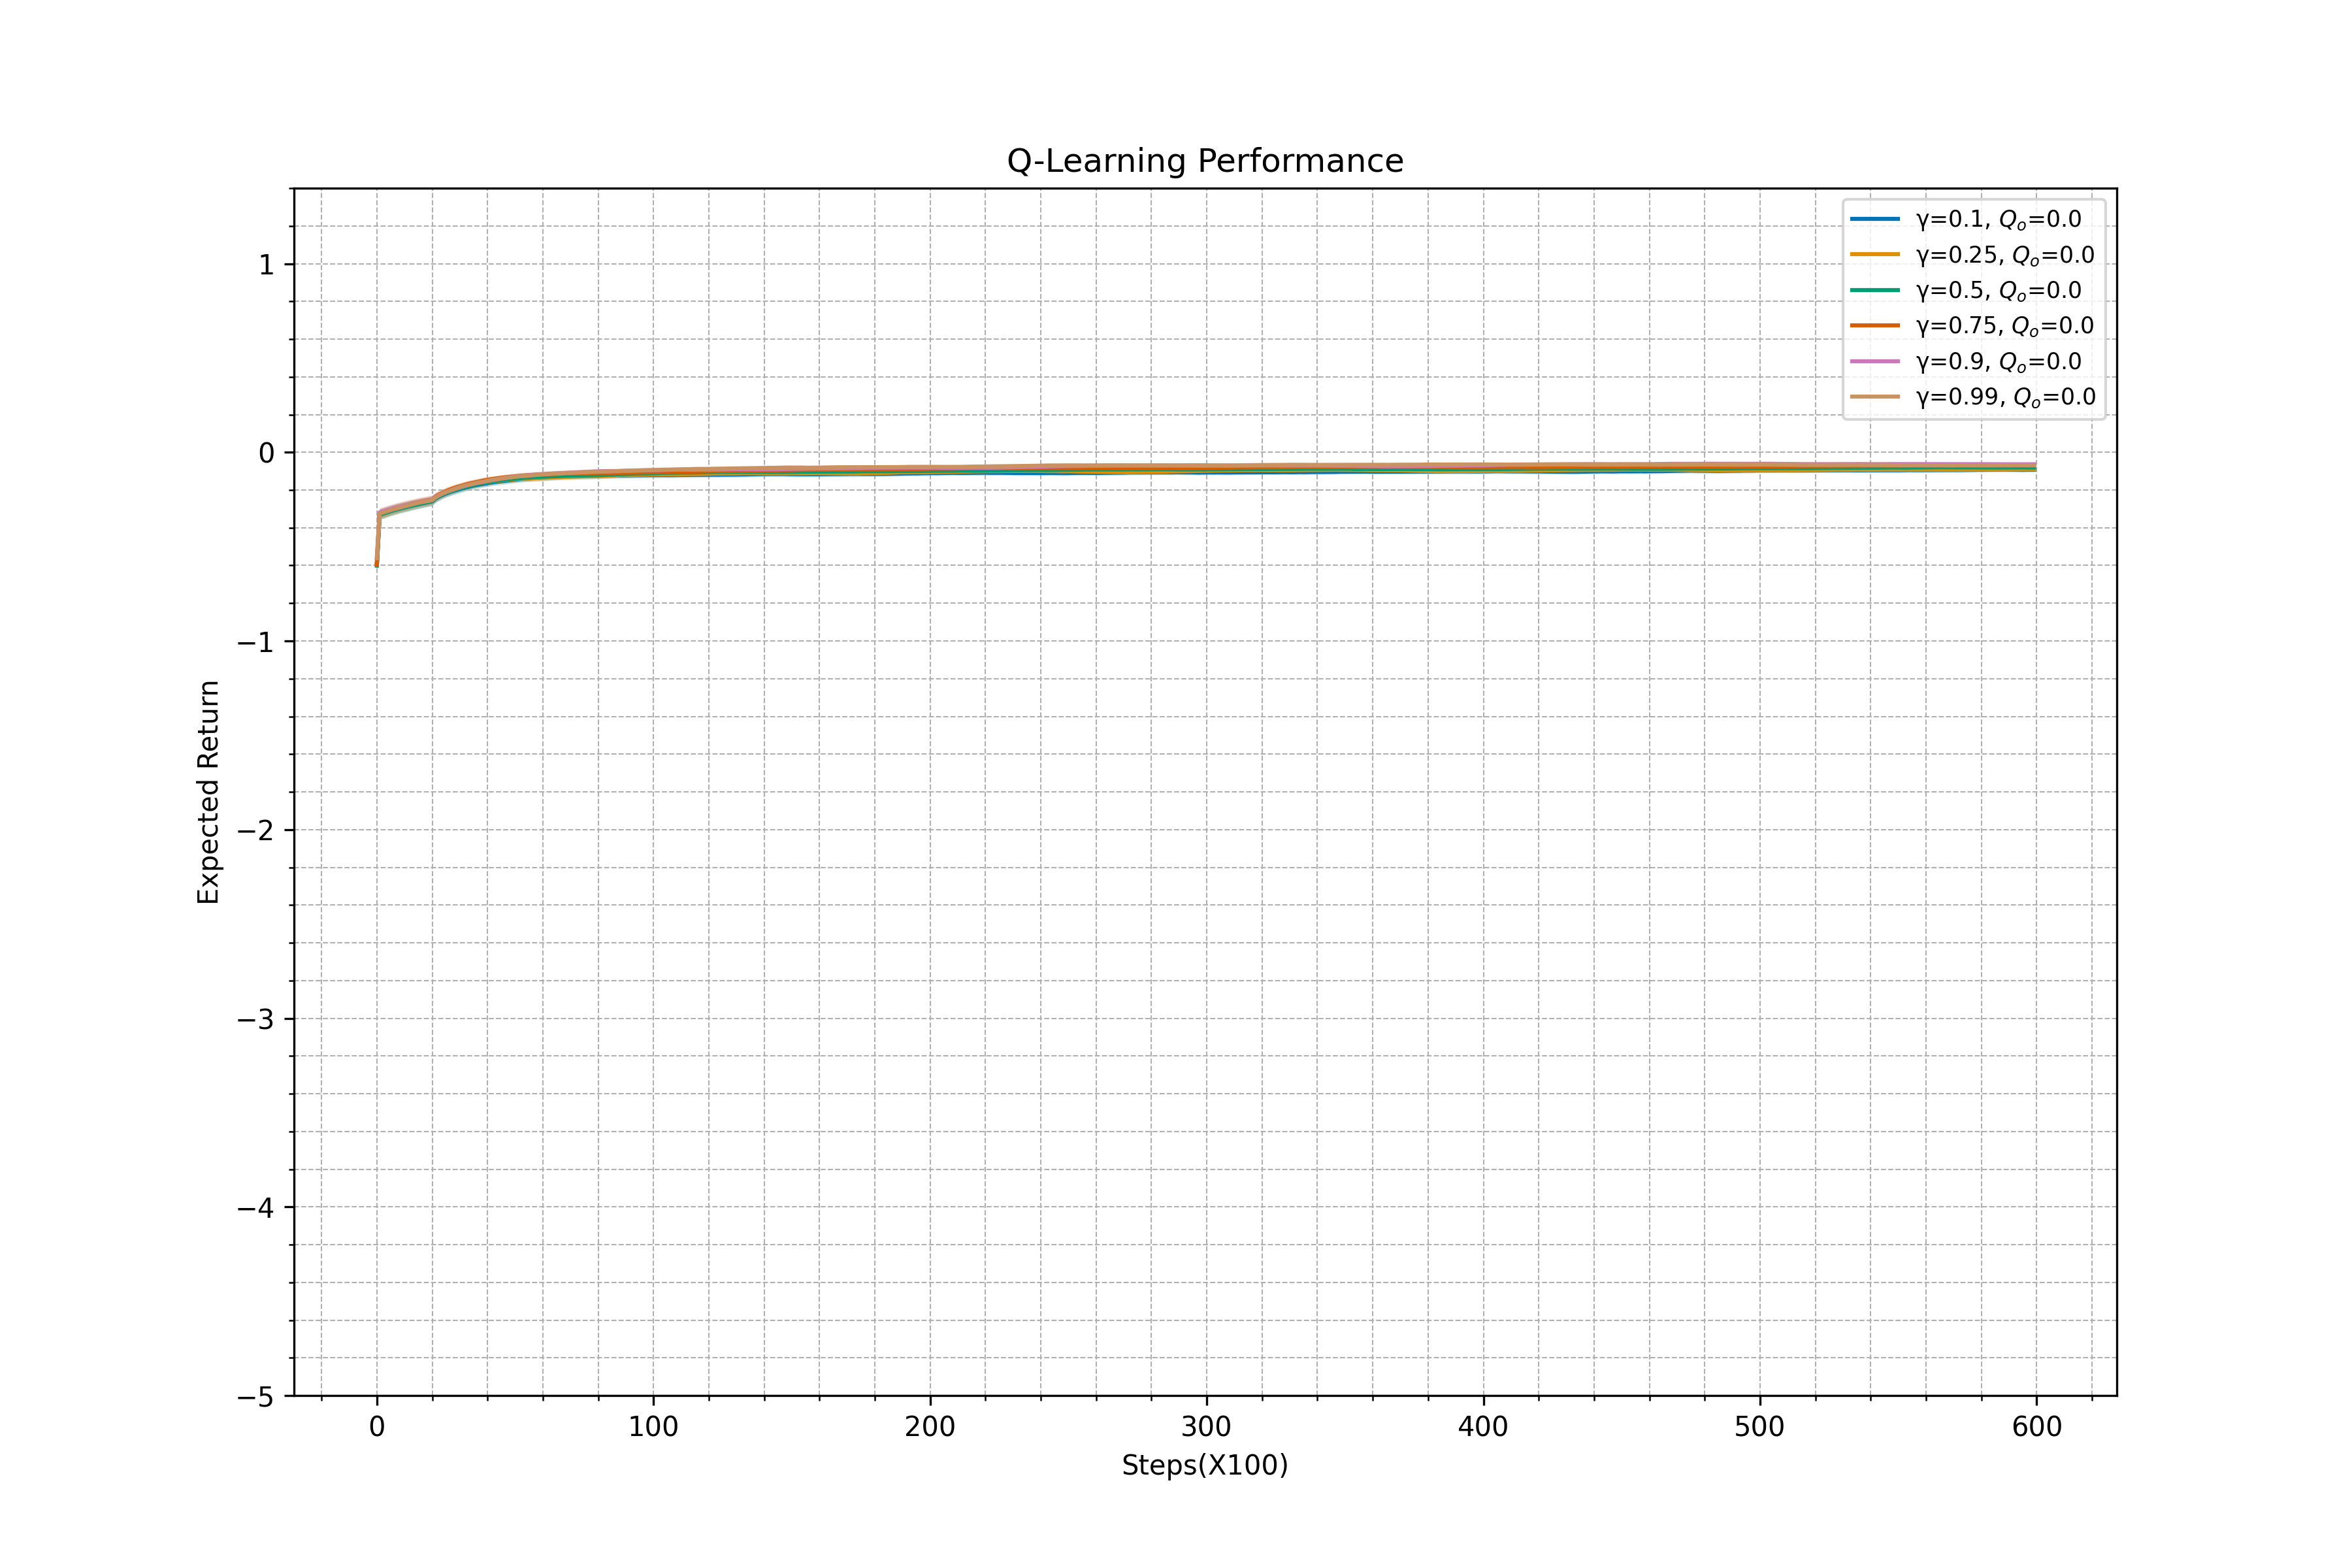 Q-Learning Performance
γ=0.1, Qₒ=0.0
γ=0.25, Qₒ=0.0
γ=0.5, Qₒ=0.0
γ=0.75, Qₒ=0.0
γ=0.9, Qₒ=0.0
γ=0.99, Qₒ=0.0
1
0
−1
−2
−3
−4
−5
Expected Return
0 100 200 300 400 500 600
Steps(X100)